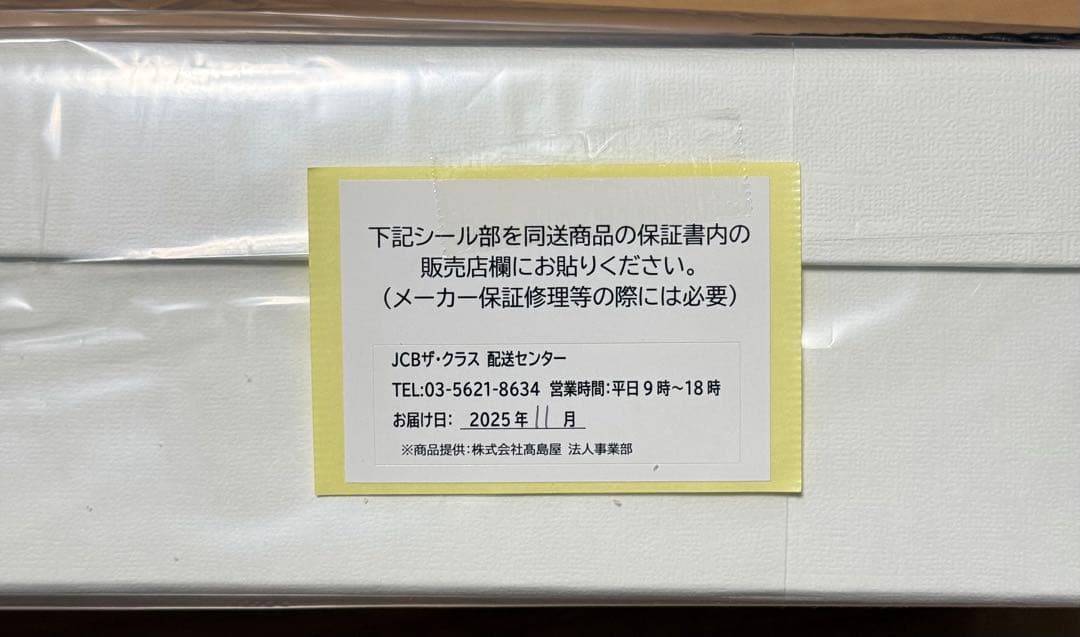 下記シール部を同送商品の保証書内の
販売店欄にお貼りください。
（メーカー保証修理等の際には必要）
JCBザ・クラス 配送センター
TEL:03-5621-8634 営業時間：平日9時～18時
お届け日： 2025年 11 月
※商品提供：株式会社髙島屋 法人事業部